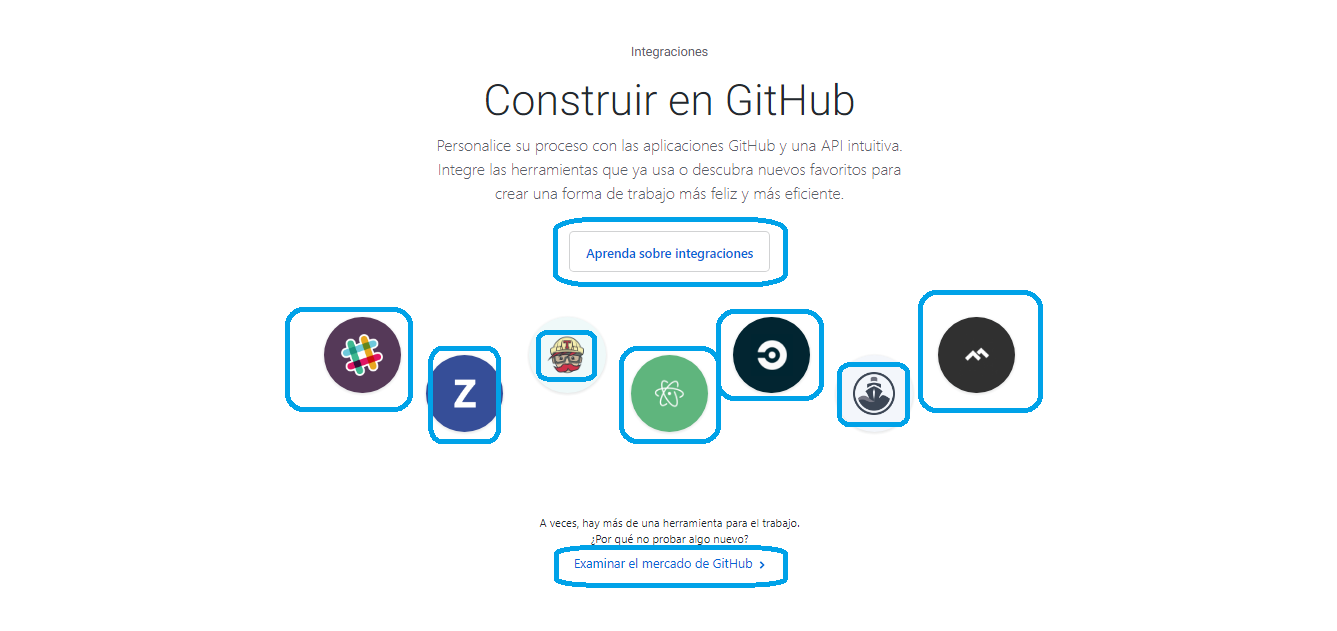 Integraciones
Construir en GitHub
Personalice su proceso con las aplicaciones GitHub y una API intuitiva.
Integre las herramientas que ya usa o descubra nuevos favoritos para
crear una forma de trabajo más feliz y más eficiente.
Aprenda sobre integraciones
Z
T
A veces, hay más de una herramienta para el trabajo.
¿Por qué no probar algo nuevo?
Examinar el mercado de GitHub